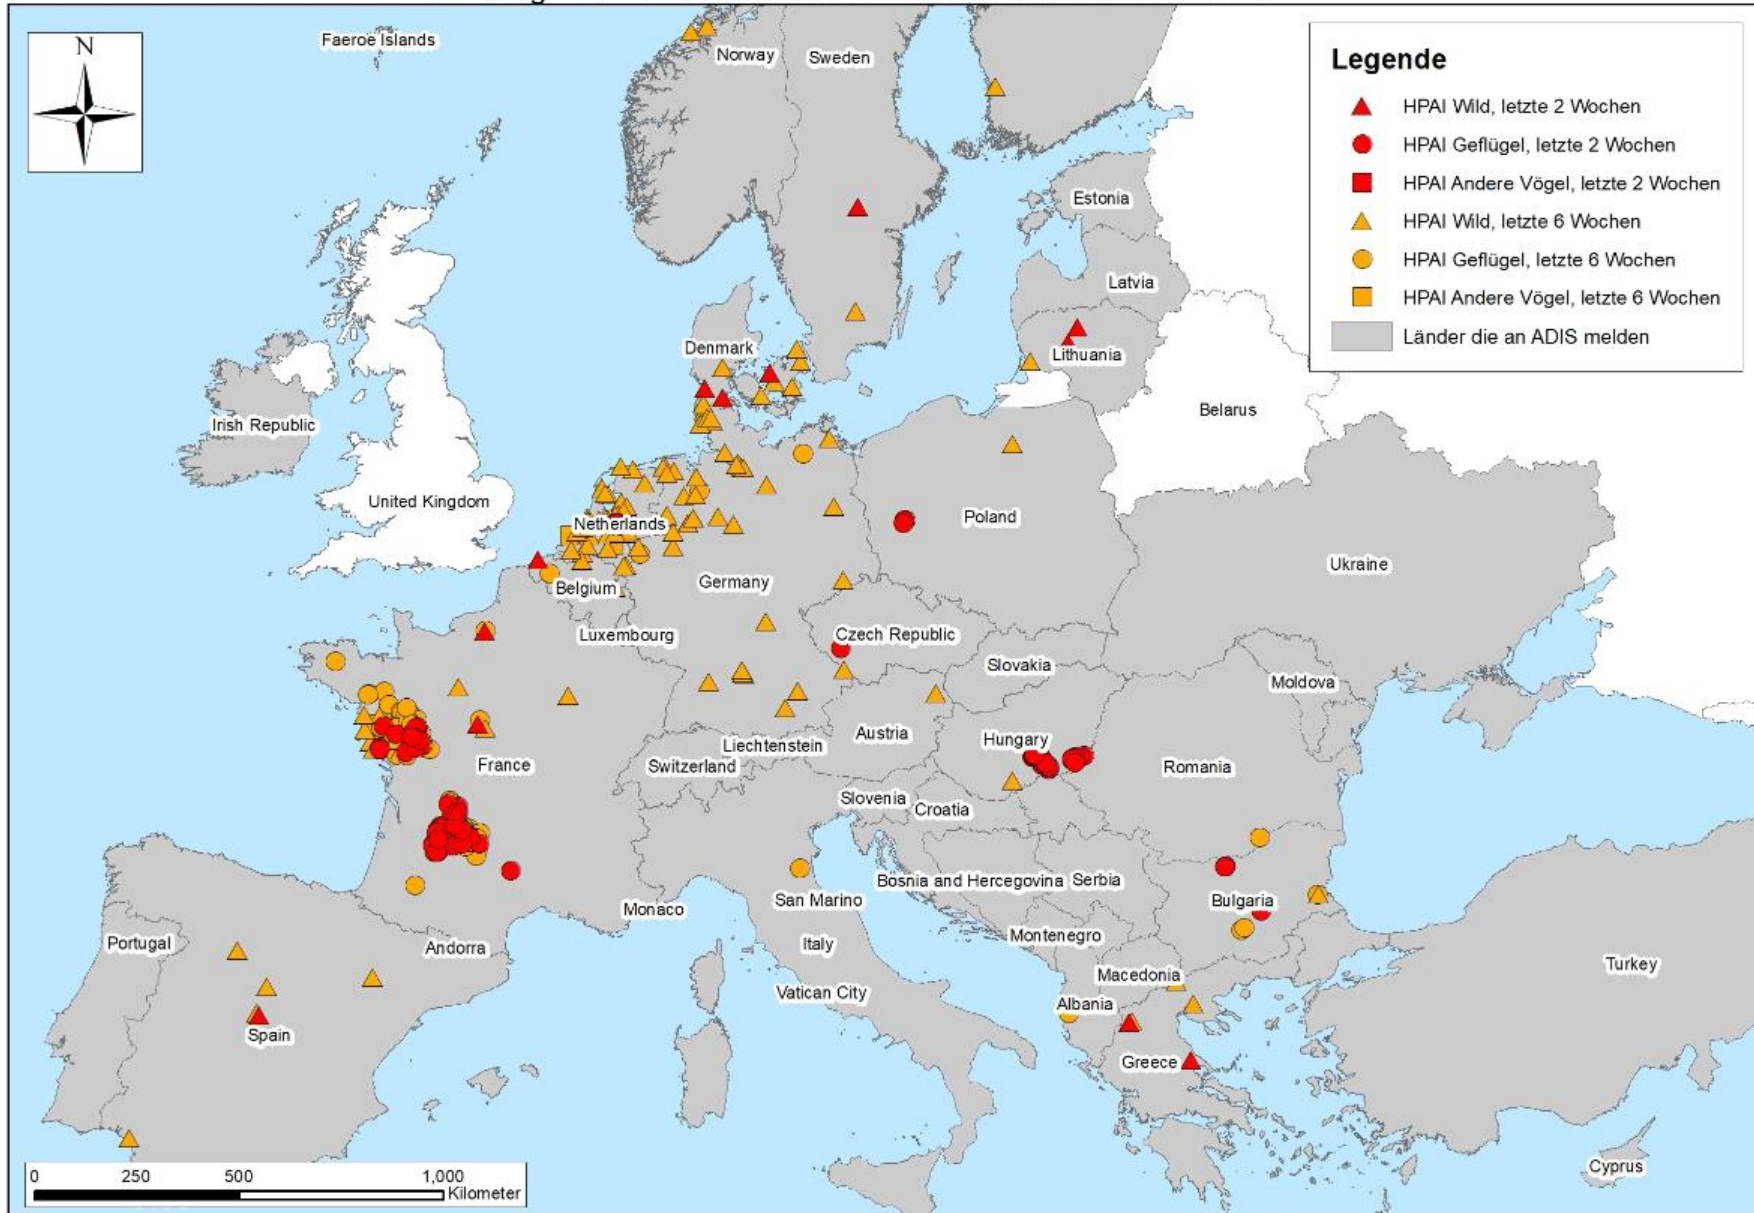 N
Faeroe Islands
Norway
Sweden
Legende
HPAI Wild, letzte 2 Wochen
HPAI Geflügel, letzte 2 Wochen
HPAI Andere Vögel, letzte 2 Wochen
HPAI Wild, letzte 6 Wochen
HPAI Geflügel, letzte 6 Wochen
HPAI Andere Vögel, letzte 6 Wochen
Länder die an ADIS melden
Estonia
Latvia
Denmark
Lithuania
Belarus
Irish Republic
United Kingdom
Netherlands
Poland
Ukraine
Germany
Belgium
Luxembourg
Czech Republic
Slovakia
Moldova
Austria
Hungary
Liechtenstein
France
Switzerland
Romania
Slovenia
Croatia
Bosnia and Hercegovina
Serbia
San Marino
Bulgaria
Monaco
Portugal
Andorra
Italy
Montenegro
Macedonia
Turkey
Vatican City
Albania
Spain
Greece
Cyprus
0 250 500 1,000
Kilometer